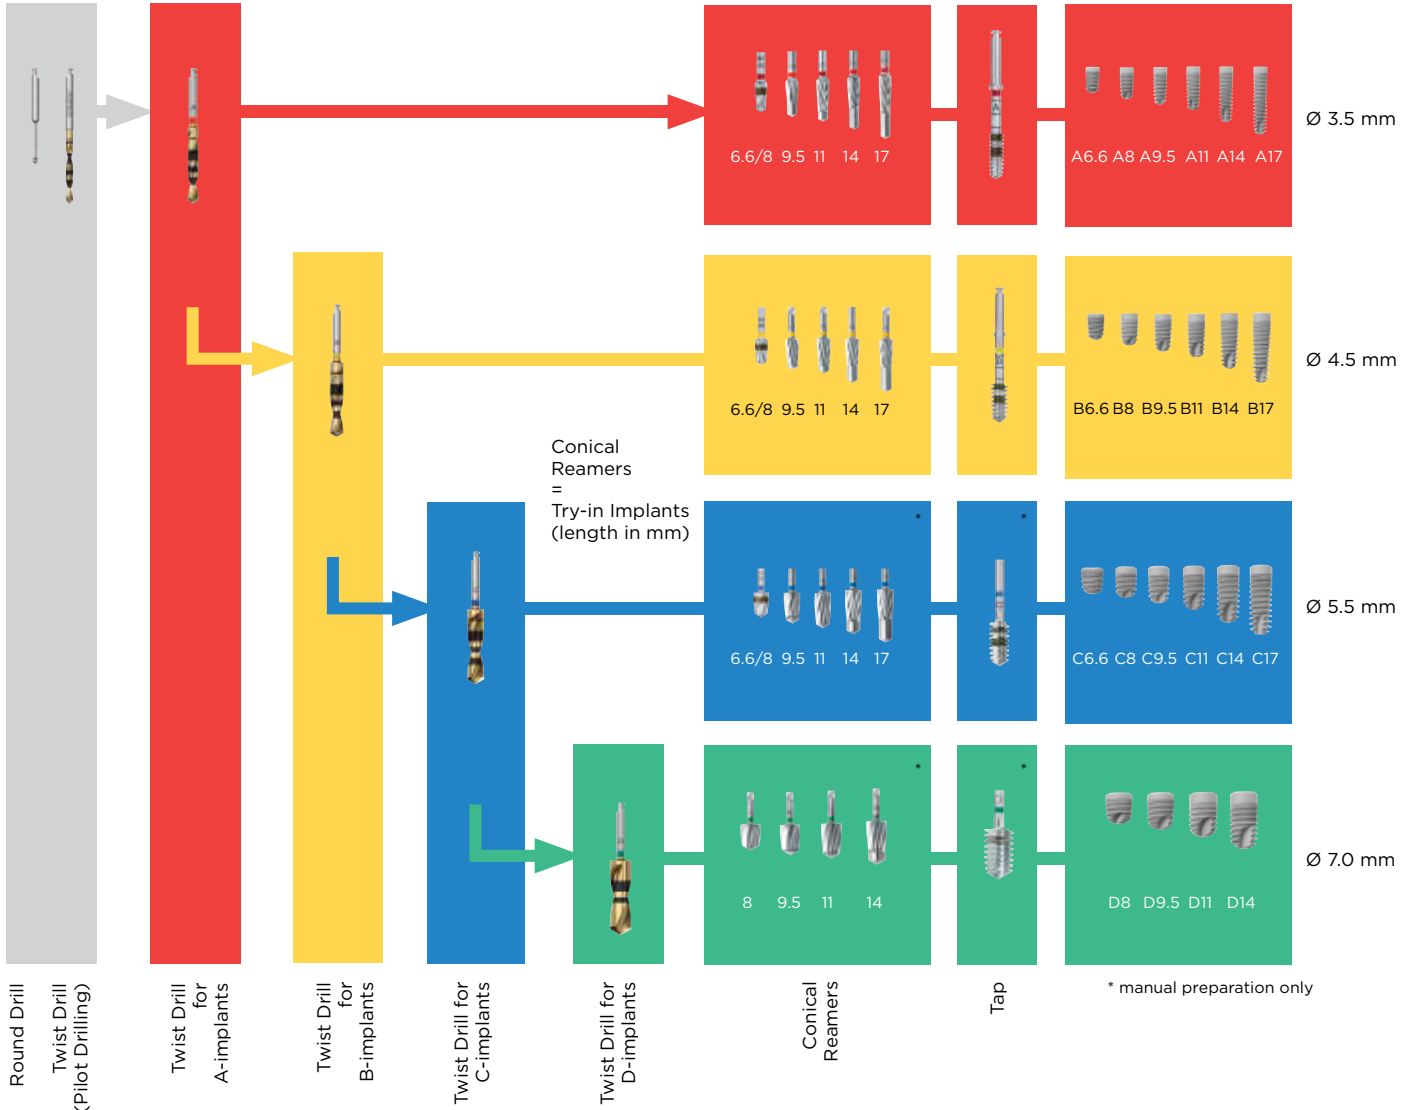 6.6/8 9.5 11 14 17
A6.6 A8 A9.5 A11 A14 A17
Ø 3.5 mm
6.6/8 9.5 11 14 17
B6.6 B8 B9.5 B11 B14 B17
Ø 4.5 mm
Conical
Reamers
=
Try-in Implants
(length in mm)
*
*
6.6/8 9.5 11 14 17
C6.6 C8 C9.5 C11 C14 C17
Ø 5.5 mm
*
*
8 9.5 11 14
D8 D9.5 D11 D14
Ø 7.0 mm
Round Drill
Twist Drill
(Pilot Drilling)
Twist Drill
for
A-implants
Twist Drill
for
B-implants
Twist Drill for
C-implants
Twist Drill for
D-implants
Conical
Reamers
Tap
* manual preparation only